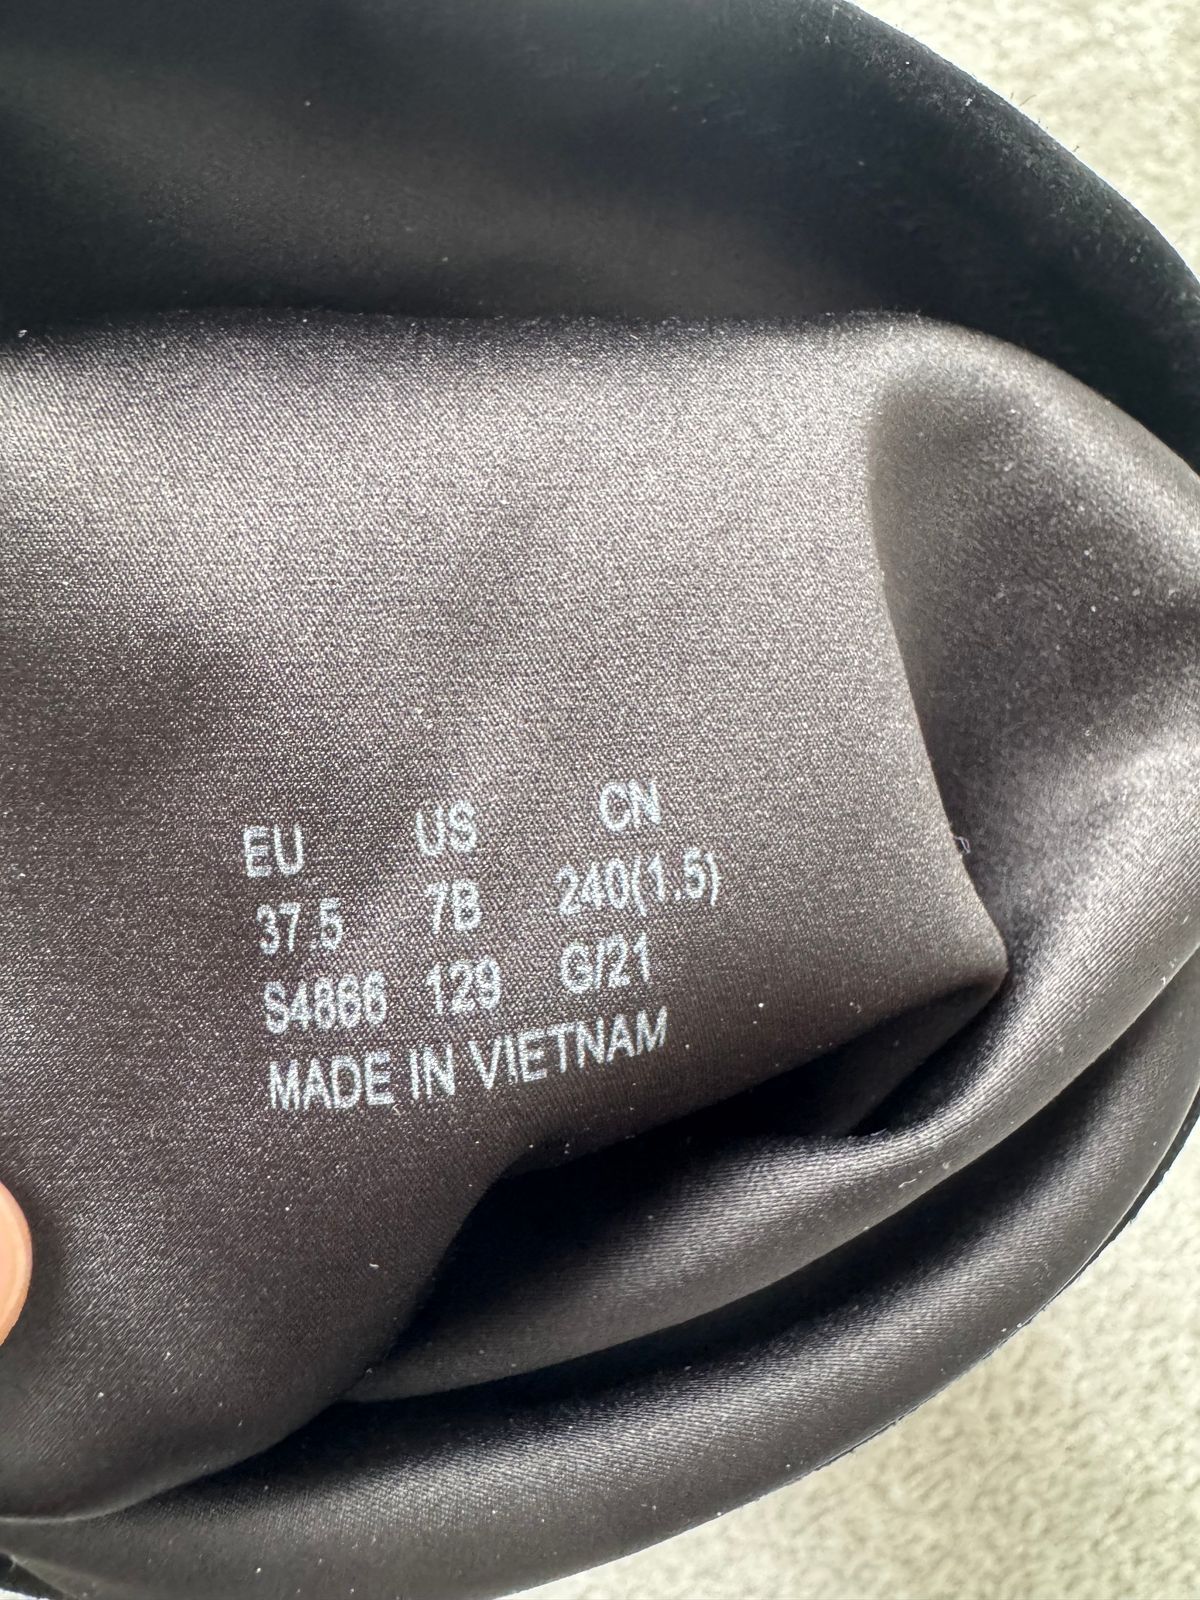 EU US CN
37.5 7B 240(1.5)
S4866 129 G/21
MADE IN VIETNAM